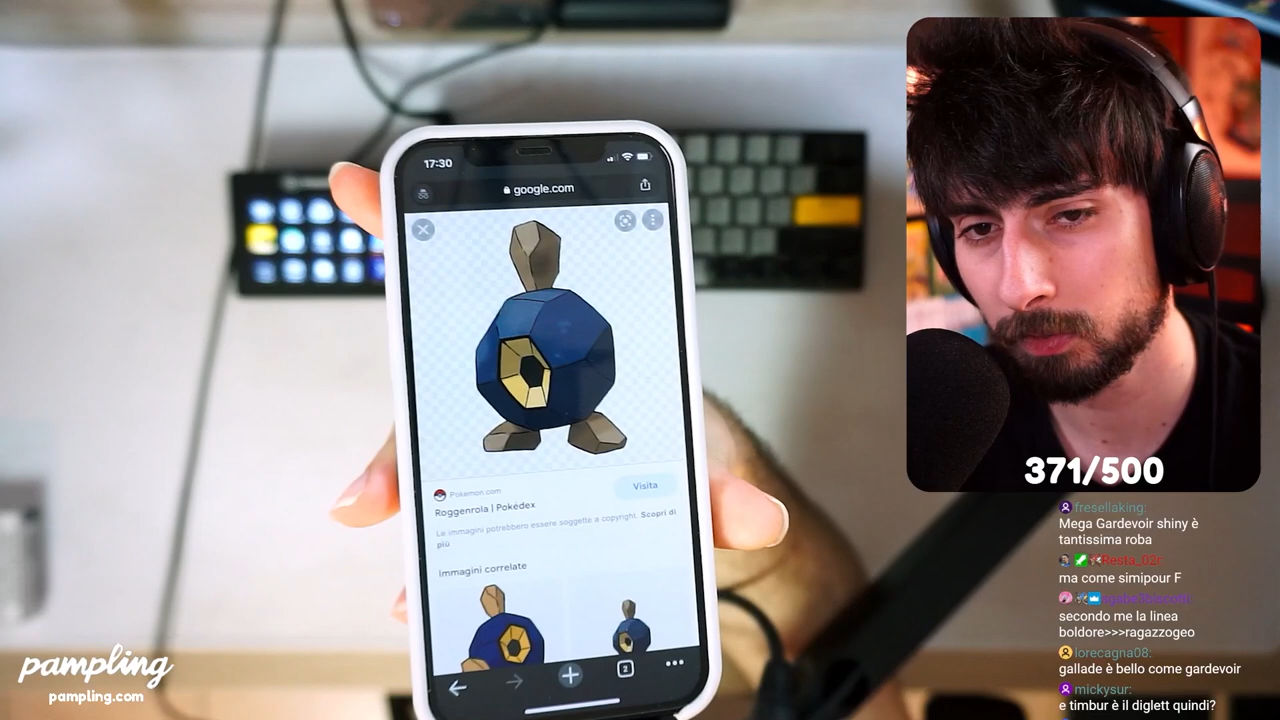 17:30
google.com
Pokemon.com
Roggenrola | Pokédex
Visita
Le immagini potrebbero essere soggette a copyright. Scopri di
più
Immagini correlate
2
pampling
pampling.com
371/500
fresellaking:
Mega Gardevoir shiny è
tantissima roba
Resta_02r:
ma come simipour F
secondo me la linea
boldore>>>ragazzogeo
lorecagna08:
gallade è bello come gardevoir
mickysur:
e timbur è il diglett quindi?